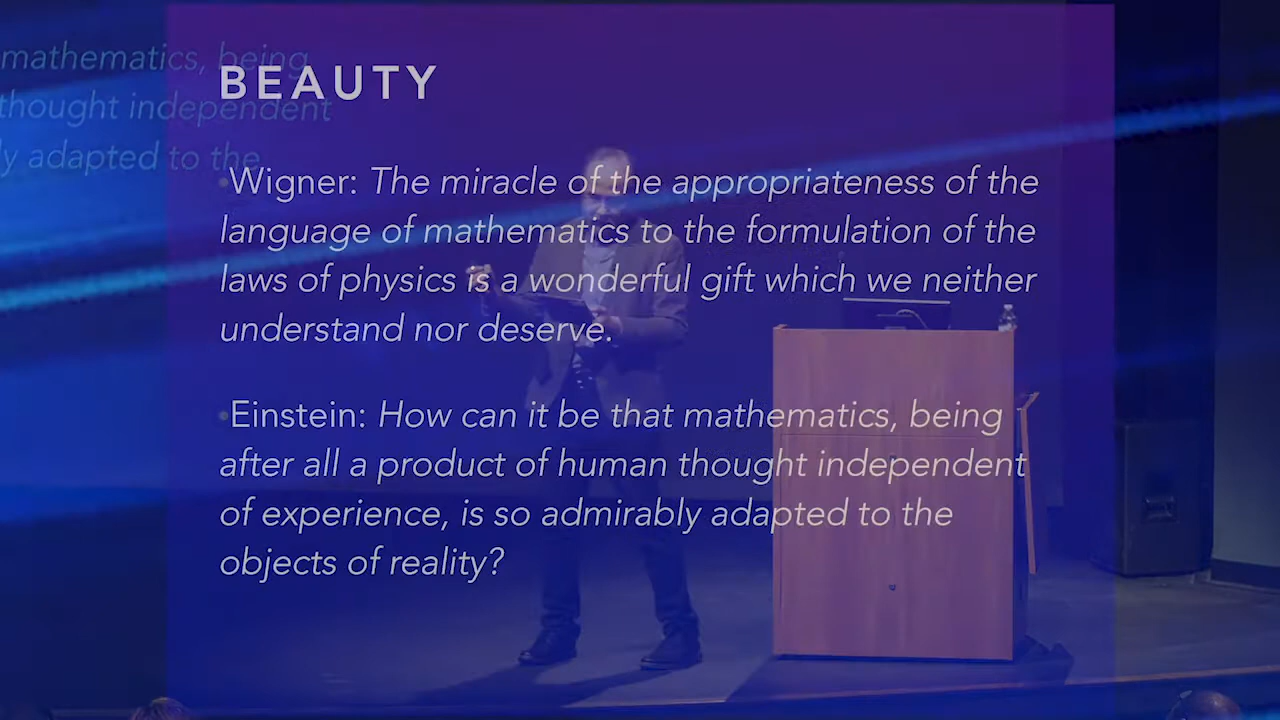 mathematics, being
thought independent
ly adapted to the
BEAUTY
•Wigner: The miracle of the appropriateness of the
language of mathematics to the formulation of the
laws of physics is a wonderful gift which we neither
understand nor deserve.
•Einstein: How can it be that mathematics, being
after all a product of human thought independent
of experience, is so admirably adapted to the
objects of reality?